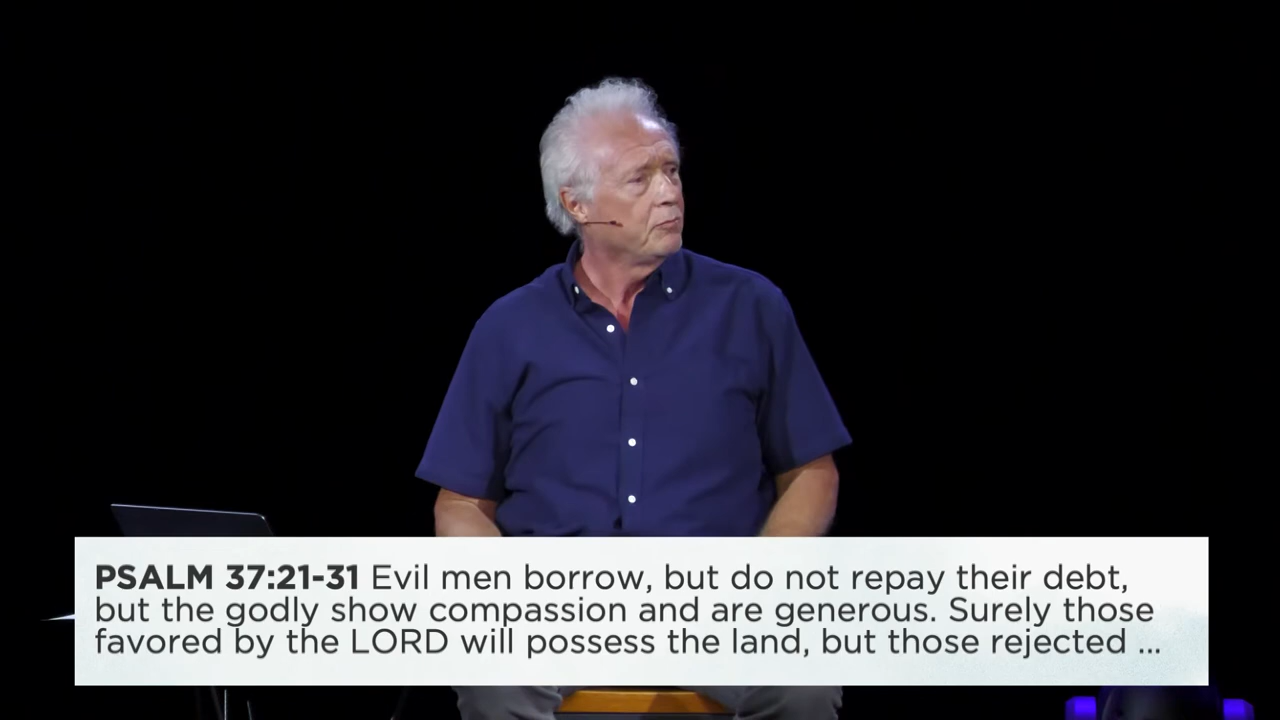 PSALM 37:21-31 Evil men borrow, but do not repay their debt,
but the godly show compassion and are generous. Surely those
favored by the LORD will possess the land, but those rejected ...